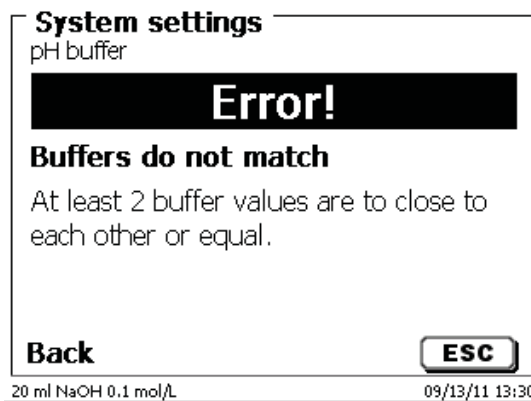 System settings
pH buffer
Error!
Buffers do not match
At least 2 buffer values are to close to
each other or equal.
Back ESC
20 ml NaOH 0.1 mol/L 09/13/11 13:30